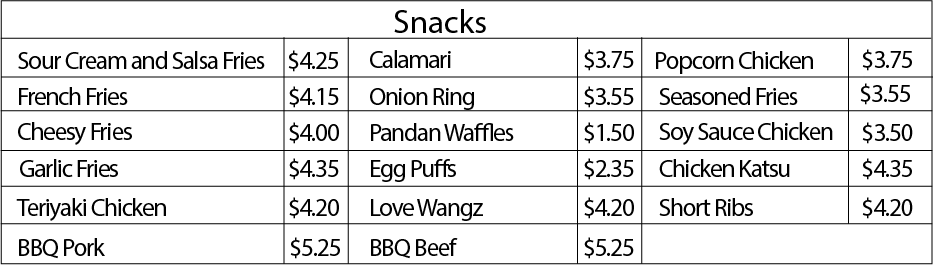 Snacks
Sour Cream and Salsa Fries $4.25 Calamari $3.75 Popcorn Chicken $3.75
French Fries $4.15 Onion Ring $3.55 Seasoned Fries $3.55
Cheesy Fries $4.00 Pandan Waffles $1.50 Soy Sauce Chicken $3.50
Garlic Fries $4.35 Egg Puffs $2.35 Chicken Katsu $4.35
Teriyaki Chicken $4.20 Love Wangz $4.20 Short Ribs $4.20
BBQ Pork $5.25 BBQ Beef $5.25